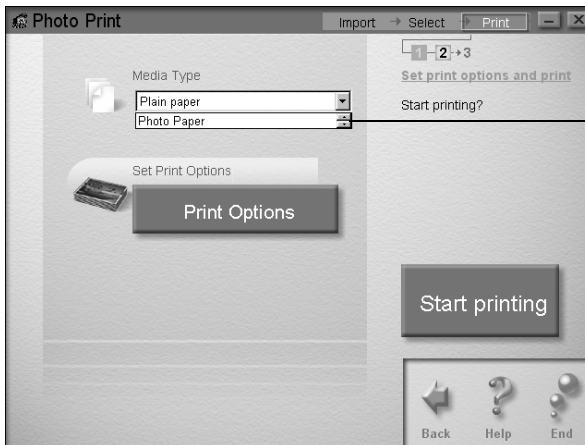 Photo Print
Import → Select → Print
1 2 → 3
Set print options and print
Start printing?
Media Type
Plain paper
Photo Paper
Set Print Options
Print Options
Start printing
Back Help End